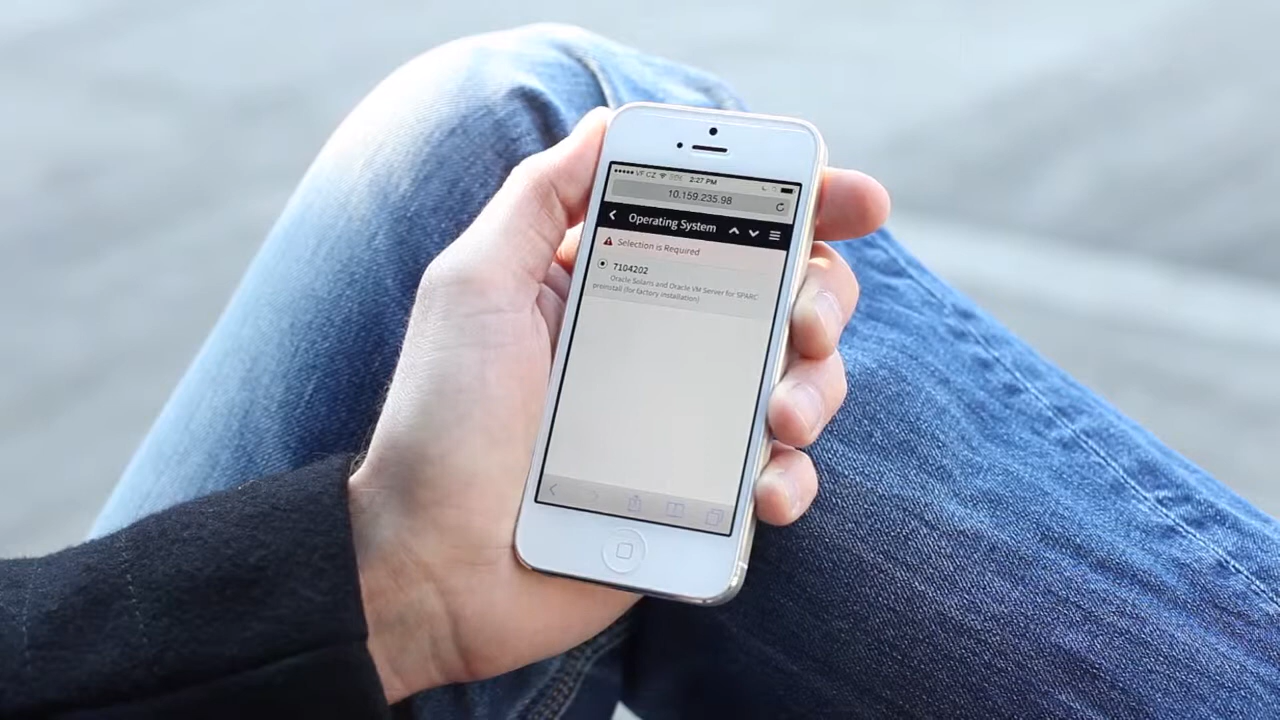 VF CZ 2:27 PM
10.159.235.98
Operating System
Selection is Required
7104202
Oracle Solaris and Oracle VM Server for SPARC
preinstall (for factory installation)